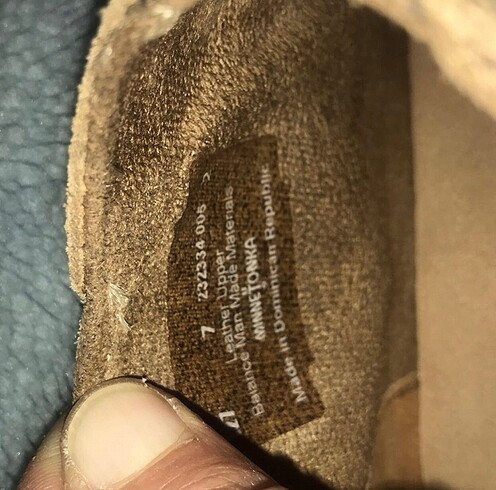 7 232334 005
Leather Upper
Balance Man Made Materials
MINNETONKA
Made in Dominican Republic